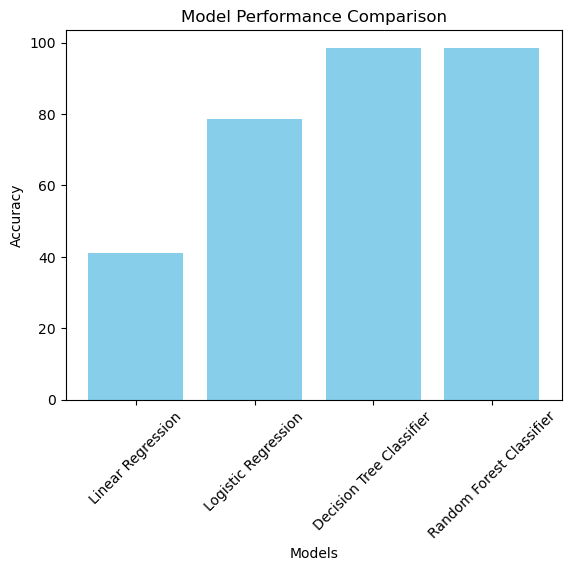 Model Performance Comparison
Accuracy
100
80
60
40
20
0
Linear Regression
Logistic Regression
Decision Tree Classifier
Random Forest Classifier
Models